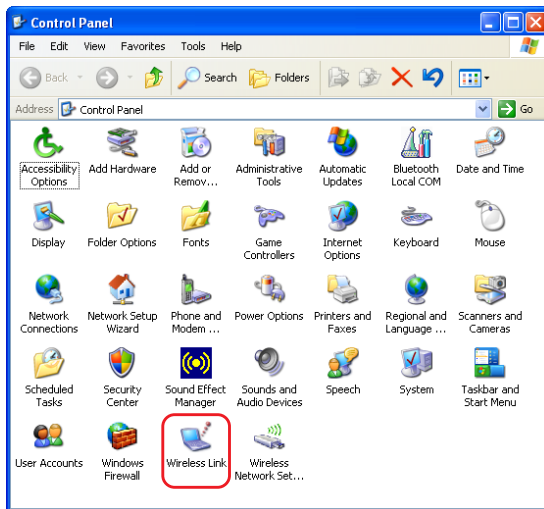 Control Panel
File Edit View Favorites Tools Help
Back Search Folders
Address Control Panel Go
Accessibility Options
Add Hardware
Add or Remov...
Administrative Tools
Automatic Updates
Bluetooth Local COM
Date and Time
Display
Folder Options
Fonts
Game Controllers
Internet Options
Keyboard
Mouse
Network Connections
Network Setup Wizard
Phone and Modem ...
Power Options
Printers and Faxes
Regional and Language ...
Scanners and Cameras
Scheduled Tasks
Security Center
Sound Effect Manager
Sounds and Audio Devices
Speech
System
Taskbar and Start Menu
User Accounts
Windows Firewall
Wireless Link
Wireless Network Set...